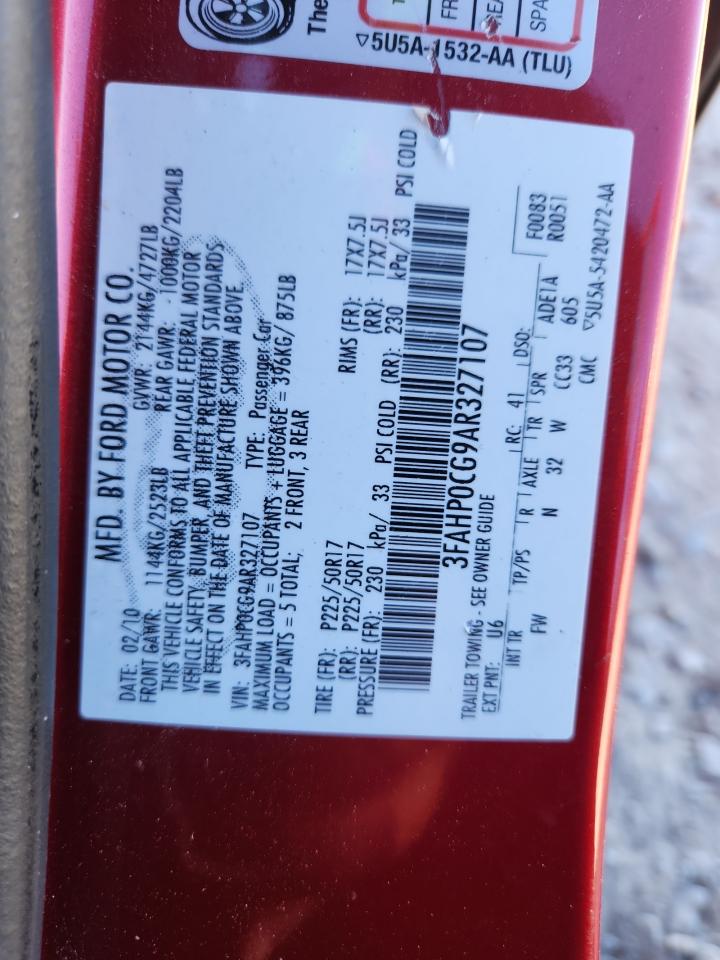 The
T
FR
REA
SPA
▽5U5A-1532-AA (TLU)
MFD. BY FORD MOTOR CO.
DATE: 02/10 GVWR: 2144KG/4727LB
FRONT GAWR: 1144KG/2523LB REAR GAWR: 1000KG/2204LB
THIS VEHICLE CONFORMS TO ALL APPLICABLE FEDERAL MOTOR
VEHICLE SAFETY, BUMPER, AND THEFT PREVENTION STANDARDS
IN EFFECT ON THE DATE OF MANUFACTURE SHOWN ABOVE.
VIN: 3FAHP0CG9AR327107 TYPE: Passenger Car
MAXIMUM LOAD = OCCUPANTS + LUGGAGE = 396KG/ 875LB
OCCUPANTS = 5 TOTAL; 2 FRONT, 3 REAR
TIRE (FR): P225/50R17 RIMS (FR): 17X7.5J
(RR): P225/50R17 (RR): 17X7.5J
PRESSURE (FR): 230 kPa/ 33 PSI COLD (RR): 230 kPa/ 33 PSI COLD
3FAHP0CG9AR327107
TRAILER TOWING - SEE OWNER GUIDE
EXT PNT: U6 RC: 41 DSO: F0083
R0051
INT TR TP/PS R AXLE TR SPR ADE1A
FW N 32 W CC33 605
CMC ▽5U5A-5420472-AA